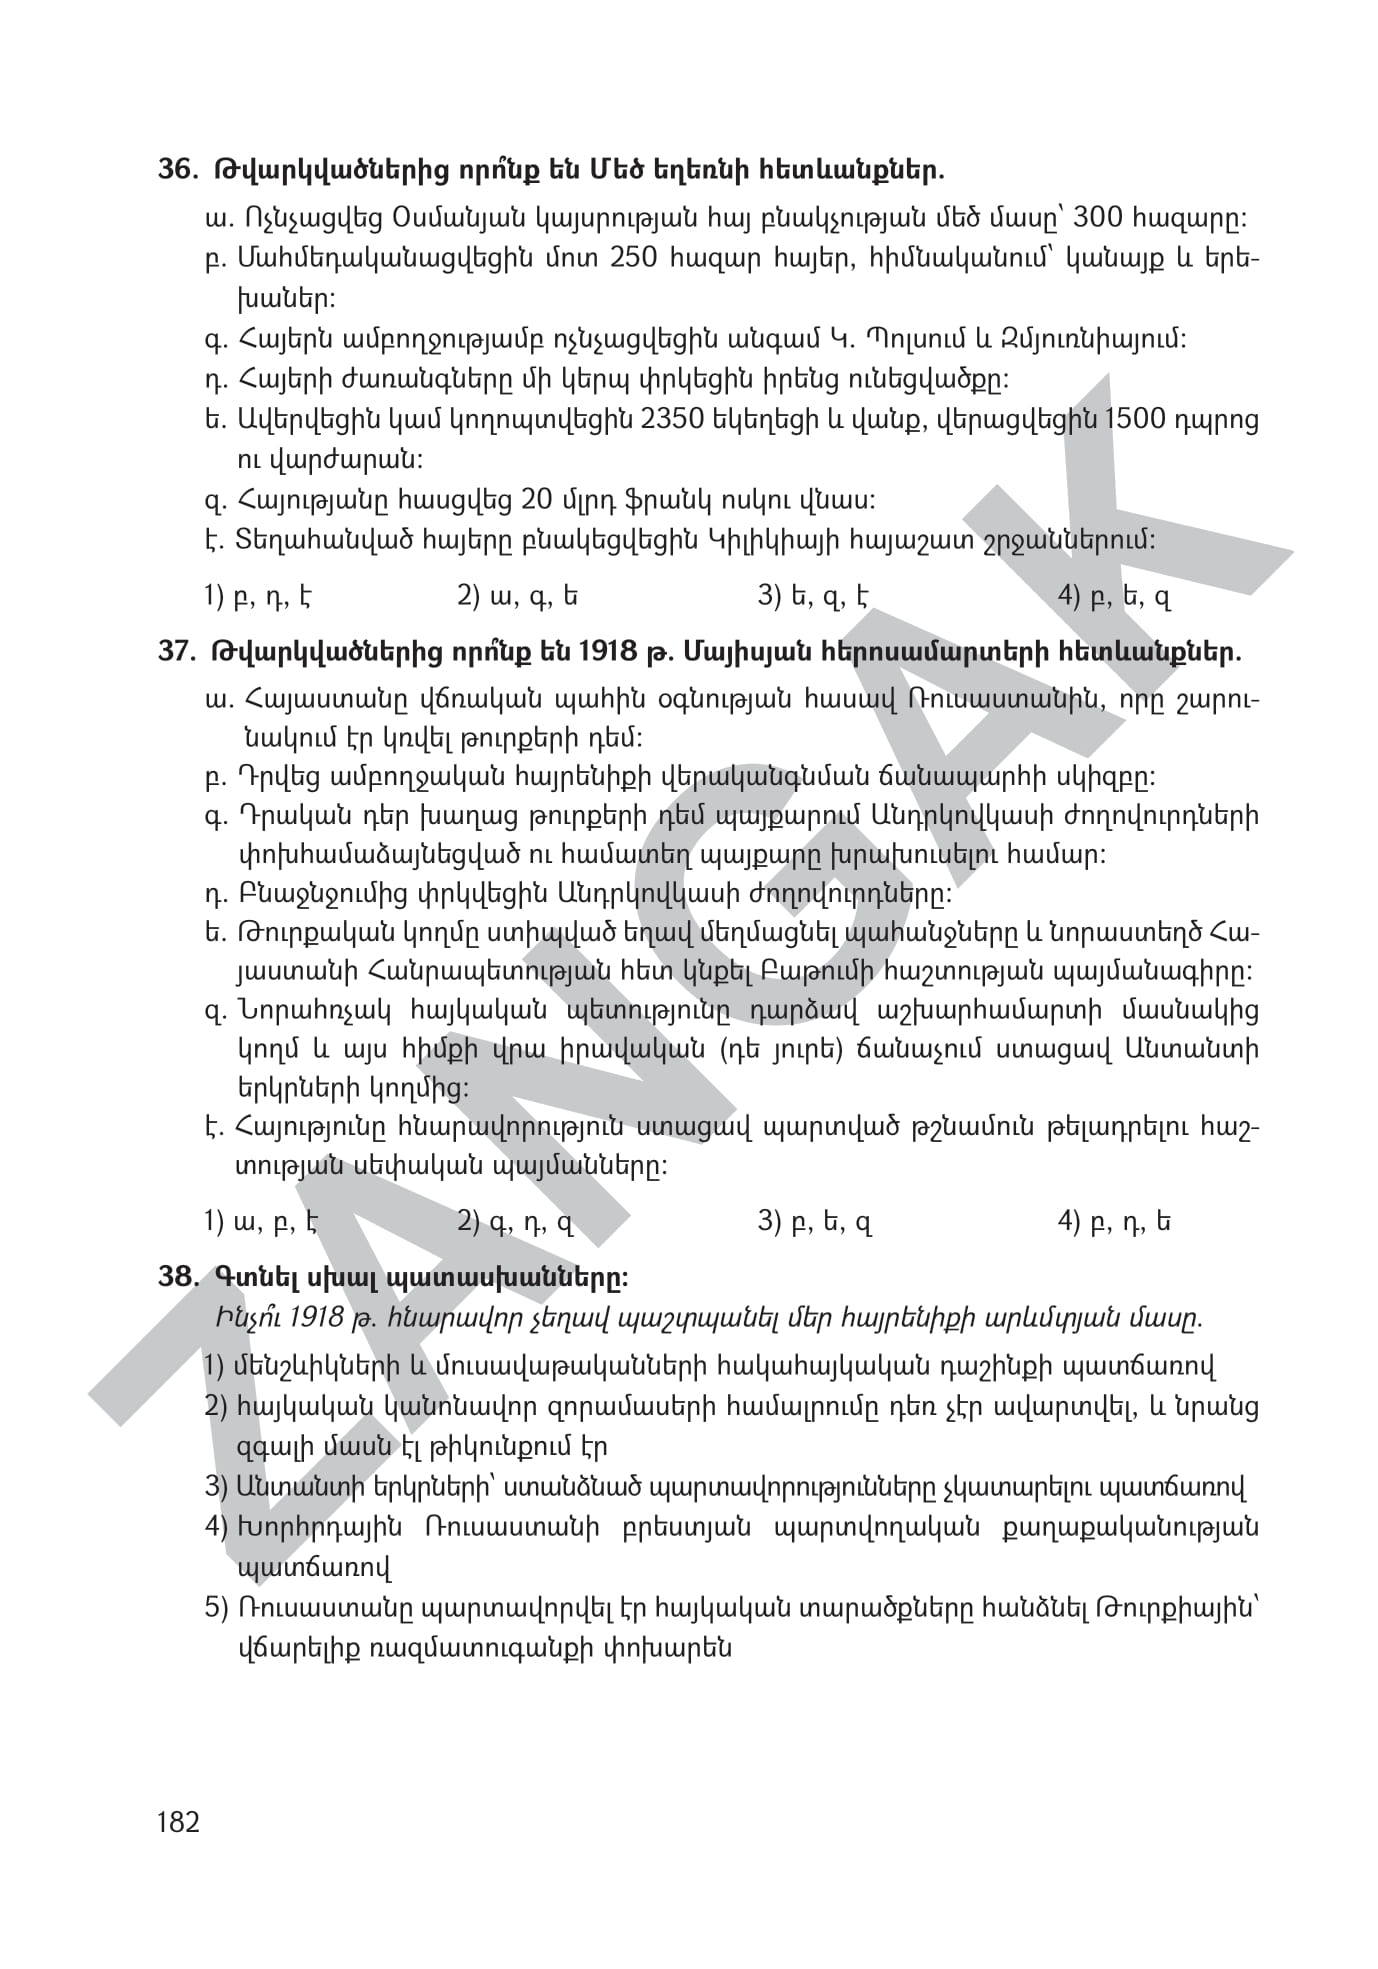 36. Թվարկվածներից որո՞նք են Մեծ եղեռնի հետևանքներ.
ա. Ոչնչացվեց Օսմանյան կայսրության հայ բնակչության մեծ մասը՝ 300 հազարը:
բ. Մահմեդականացվեցին մոտ 250 հազար հայեր, հիմնականում՝ կանայք և երե-
խաներ:
գ. Հայերն ամբողջությամբ ոչնչացվեցին անգամ Կ. Պոլսում և Զմյուռնիայում:
դ. Հայերի ժառանգները մի կերպ փրկեցին իրենց ունեցվածքը:
ե. Ավերվեցին կամ կողոպտվեցին 2350 եկեղեցի և վանք, վերացվեցին 1500 դպրոց
ու վարժարան:
զ. Հայությանը հասցվեց 20 մլրդ ֆրանկ ոսկու վնաս:
է. Տեղահանված հայերը բնակեցվեցին Կիլիկիայի հայաշատ շրջաններում:
1) բ, դ, է 2) ա, գ, ե 3) ե, զ, է 4) բ, ե, զ
37. Թվարկվածներից որո՞նք են 1918 թ. Մայիսյան հերոսամարտերի հետևանքներ.
ա. Հայաստանը վճռական պահին օգնության հասավ Ռուսաստանին, որը շարու-
նակում էր կռվել թուրքերի դեմ:
բ. Դրվեց ամբողջական հայրենիքի վերականգնման ճանապարհի սկիզբը:
գ. Դրական դեր խաղաց թուրքերի դեմ պայքարում Անդրկովկասի ժողովուրդների
փոխհամաձայնեցված ու համատեղ պայքարը խրախուսելու համար:
դ. Բնաջնջումից փրկվեցին Անդրկովկասի ժողովուրդները:
ե. Թուրքական կողմը ստիպված եղավ մեղմացնել պահանջները և նորաստեղծ Հա-
յաստանի Հանրապետության հետ կնքել Բաթումի հաշտության պայմանագիրը:
զ. Նորահռչակ հայկական պետությունը դարձավ աշխարհամարտի մասնակից
կողմ և այս հիմքի վրա իրավական (դե յուրե) ճանաչում ստացավ Անտանտի
երկրների կողմից:
է. Հայությունը հնարավորություն ստացավ պարտված թշնամուն թելադրելու հաշ-
տության սեփական պայմանները:
1) ա, բ, է 2) գ, դ, զ 3) բ, ե, զ 4) բ, դ, ե
38. Գտնել սխալ պատասխանները:
Ինչո՞ւ 1918 թ. հնարավոր չեղավ պաշտպանել մեր հայրենիքի արևմտյան մասը.
1) մենշևիկների և մուսավաթականների հակահայկական դաշինքի պատճառով
2) հայկական կանոնավոր զորամասերի համալրումը դեռ չէր ավարտվել, և նրանց
զգալի մասն էլ թիկունքում էր
3) Անտանտի երկրների՝ ստանձնած պարտավորությունները չկատարելու պատճառով
4) Խորհրդային Ռուսաստանի բրեստյան պարտվողական քաղաքականության
պատճառով
5) Ռուսաստանը պարտավորվել էր հայկական տարածքները հանձնել Թուրքիային՝
վճարելիք ռազմատուգանքի փոխարեն
182
ZANGAK